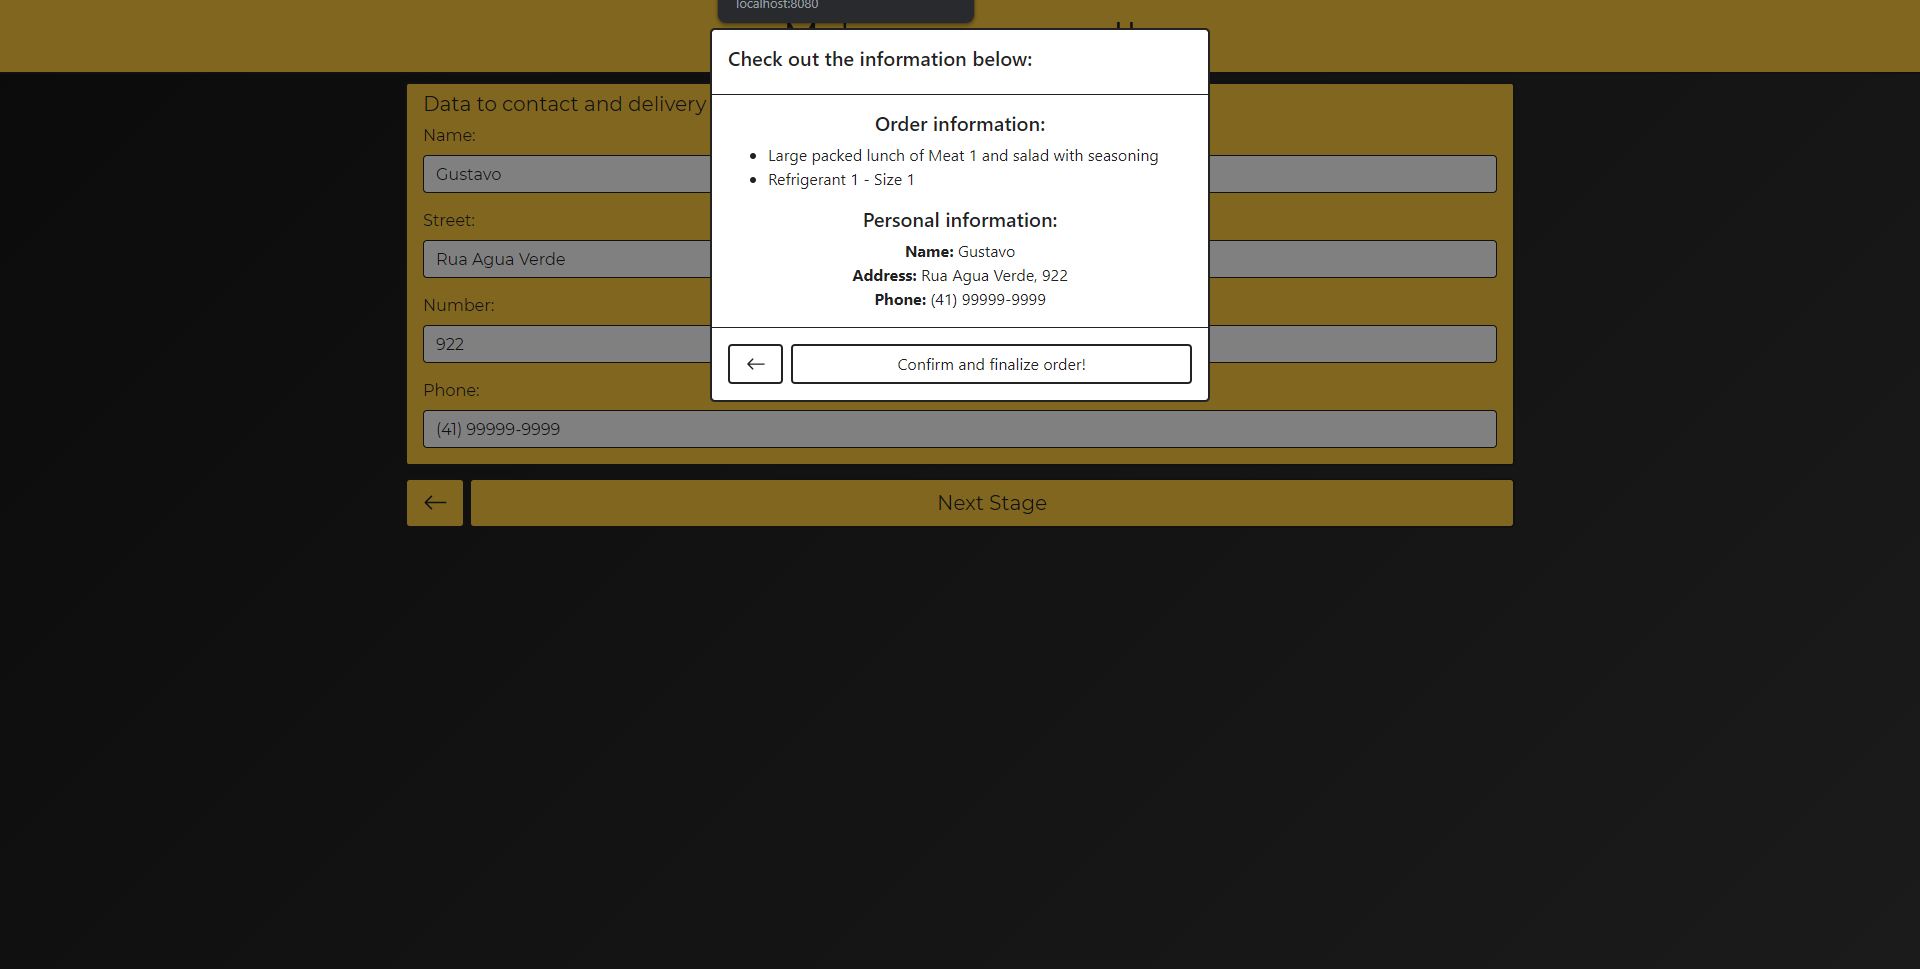 localhost:8080
Check out the information below:
Order information:
Large packed lunch of Meat 1 and salad with seasoning
Refrigerant 1 - Size 1
Personal information:
Name: Gustavo
Address: Rua Agua Verde, 922
Phone: (41) 99999-9999
← Confirm and finalize order!
Data to contact and delivery
Name:
Gustavo
Street:
Rua Agua Verde
Number:
922
Phone:
(41) 99999-9999
← Next Stage